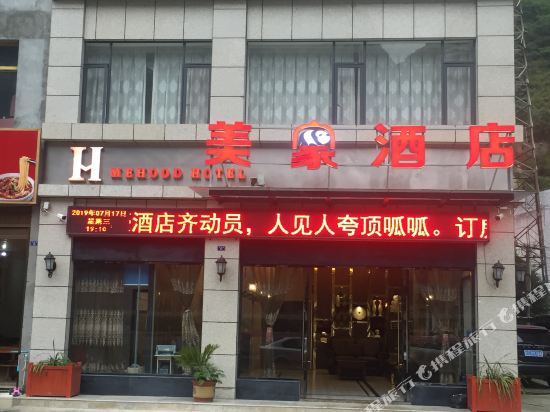 美豪酒店
H MEHOOD HOTEL
2019年07月17日
星期三
19:10
酒店齐动员，人见人夸顶呱呱。订房
携程旅行